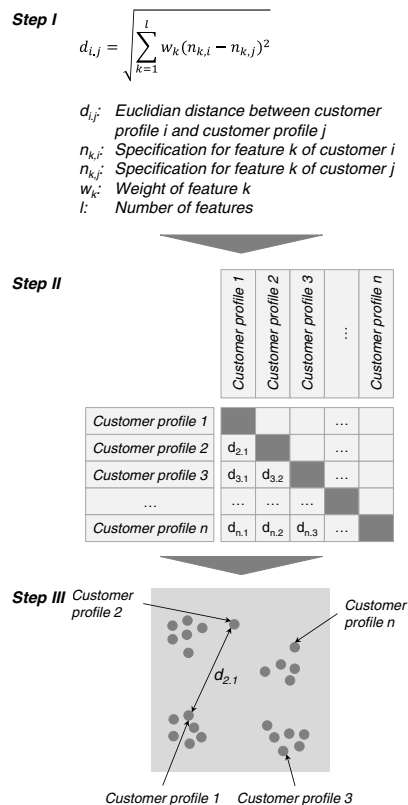 Step I
d_{i,j} = √(∑_{k=1}^{l} w_k(n_{k,i} − n_{k,j})²)
d_{i,j}: Euclidian distance between customer
profile i and customer profile j
n_{k,i}: Specification for feature k of customer i
n_{k,j}: Specification for feature k of customer j
w_k: Weight of feature k
l: Number of features
Step II
Customer profile 1
Customer profile 2
Customer profile 3
...
Customer profile n
Customer profile 1 ...
Customer profile 2 d_{2.1} ...
Customer profile 3 d_{3.1} d_{3.2} ...
... ... ... ...
Customer profile n d_{n.1} d_{n.2} d_{n.3} ...
Step III
Customer
profile 2
Customer
profile n
d_{2.1}
Customer profile 1
Customer profile 3